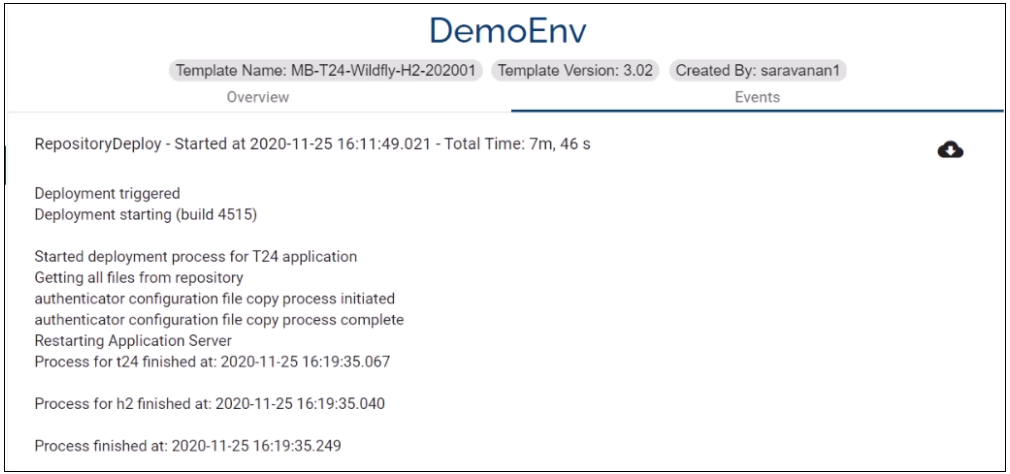 DemoEnv
Template Name: MB-T24-Wildfly-H2-202001 Template Version: 3.02 Created By: saravanan1
Overview Events
RepositoryDeploy - Started at 2020-11-25 16:11:49.021 - Total Time: 7m, 46 s
Deployment triggered
Deployment starting (build 4515)
Started deployment process for T24 application
Getting all files from repository
authenticator configuration file copy process initiated
authenticator configuration file copy process complete
Restarting Application Server
Process for t24 finished at: 2020-11-25 16:19:35.067
Process for h2 finished at: 2020-11-25 16:19:35.040
Process finished at: 2020-11-25 16:19:35.249